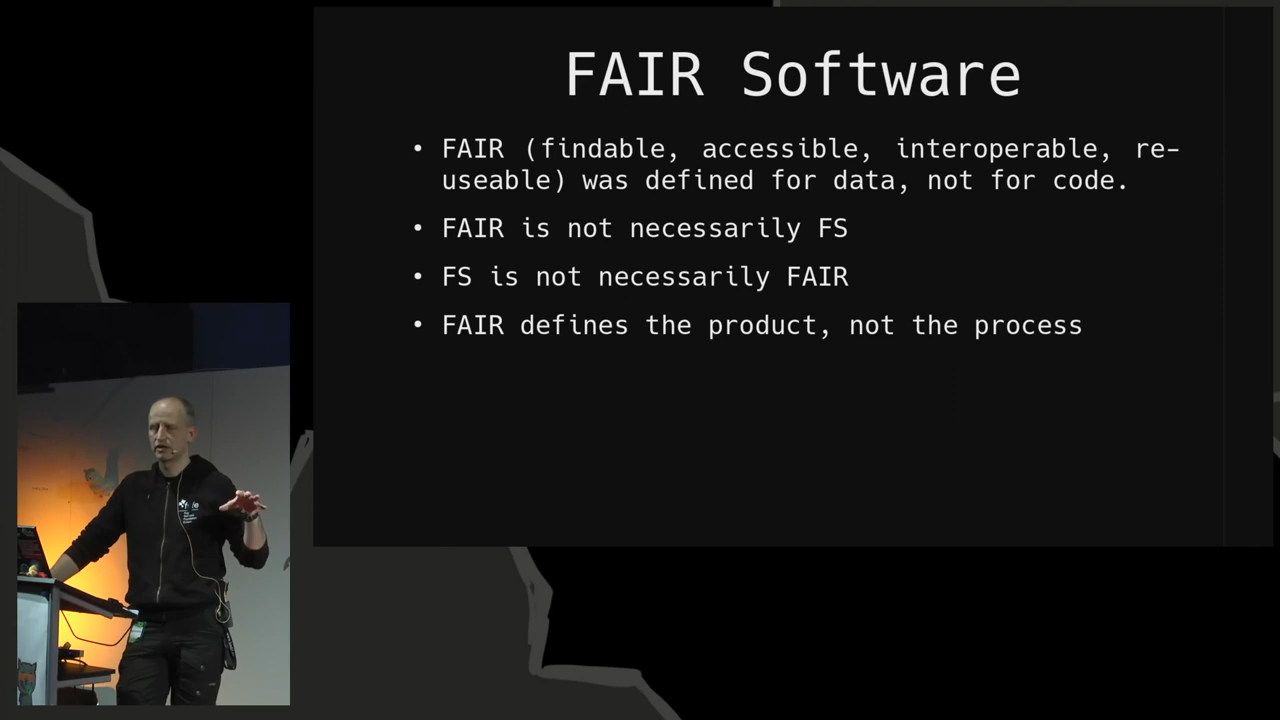 FAIR Software
• FAIR (findable, accessible, interoperable, re-
useable) was defined for data, not for code.
• FAIR is not necessarily FS
• FS is not necessarily FAIR
• FAIR defines the product, not the process